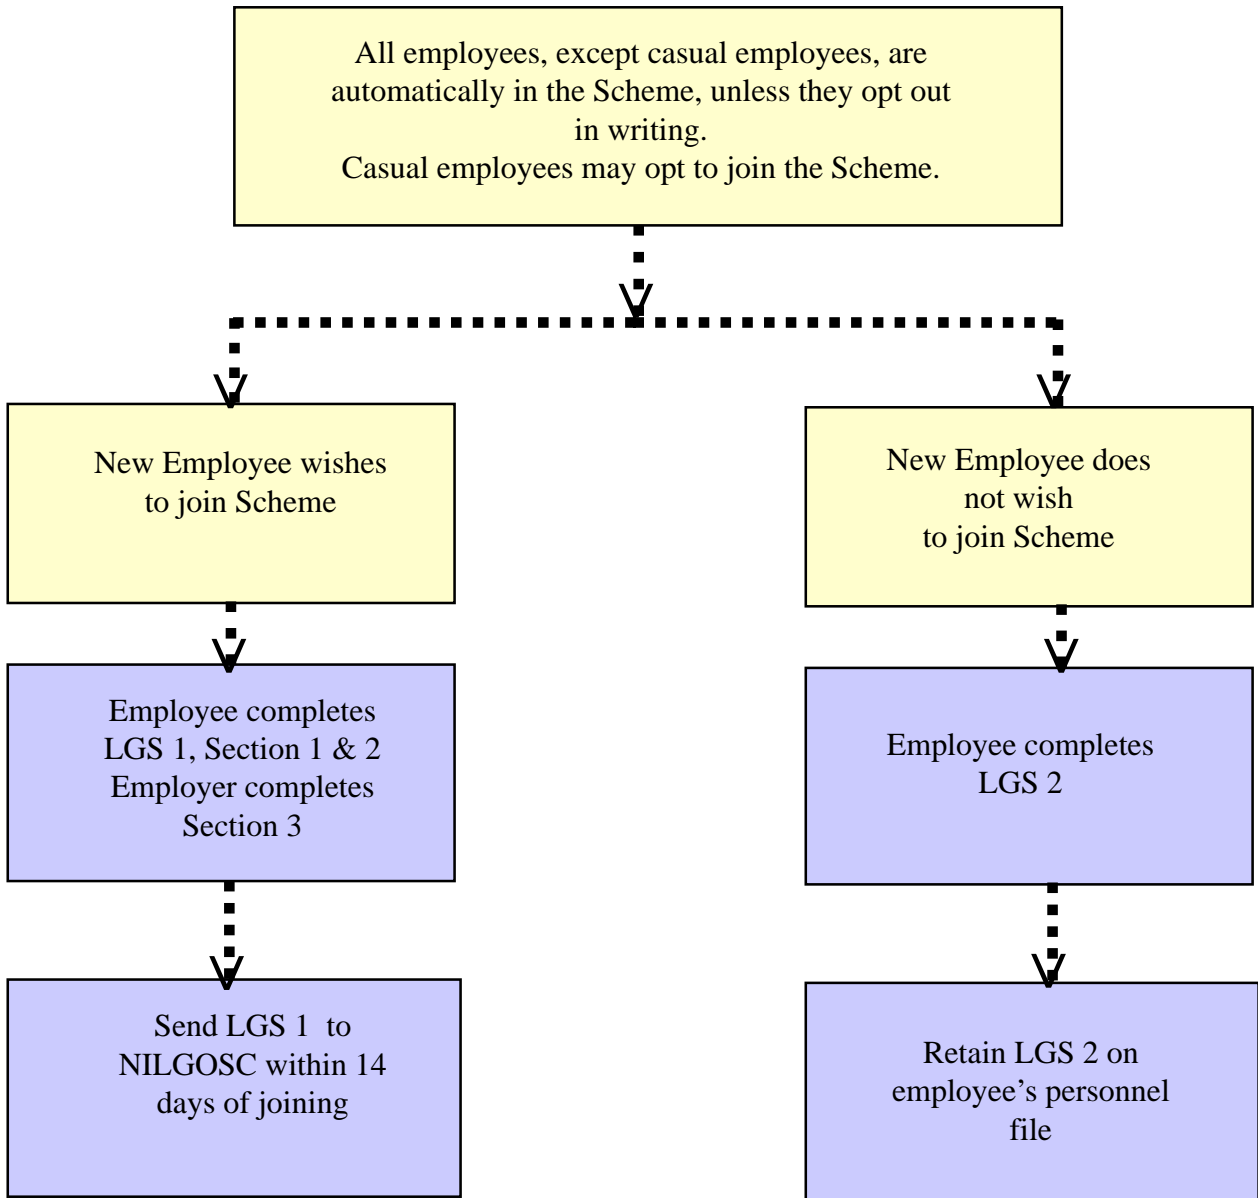 All employees, except casual employees, are
automatically in the Scheme, unless they opt out
in writing.
Casual employees may opt to join the Scheme.
New Employee wishes
to join Scheme
New Employee does
not wish
to join Scheme
Employee completes
LGS 1, Section 1 & 2
Employer completes
Section 3
Employee completes
LGS 2
Send LGS 1 to
NILGOSC within 14
days of joining
Retain LGS 2 on
employee’s personnel
file